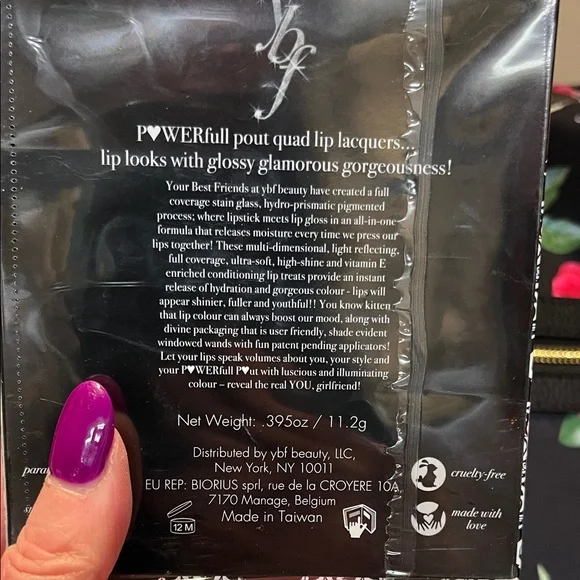 ybf
P♥WERfull pout quad lip lacquers...
lip looks with glossy glamorous gorgeousness!
Your Best Friends at ybf beauty have created a full
coverage stain glass, hydro-prismatic pigmented
process; where lipstick meets lip gloss in an all-in-one
formula that releases moisture every time we press our
lips together! These multi-dimensional, light reflecting,
full coverage, ultra-soft, high-shine and vitamin E
enriched conditioning lip treats provide an instant
release of hydration and gorgeous colour - lips will
appear shinier, fuller and youthful!! You know kitten
that lip colour can always boost our mood, along with
divine packaging that is user friendly, shade evident
windowed wands with fun patent pending applicators!
Let your lips speak volumes about you, your style and
your P♥WERfull P♥ut with luscious and illuminating
colour – reveal the real YOU, girlfriend!
Net Weight: .395oz / 11.2g
Distributed by ybf beauty, LLC,
New York, NY 10011
EU REP: BIORIUS sprl, rue de la CROYERE 10A
7170 Manage, Belgium
Made in Taiwan
12 M
cruelty-free
made with
love